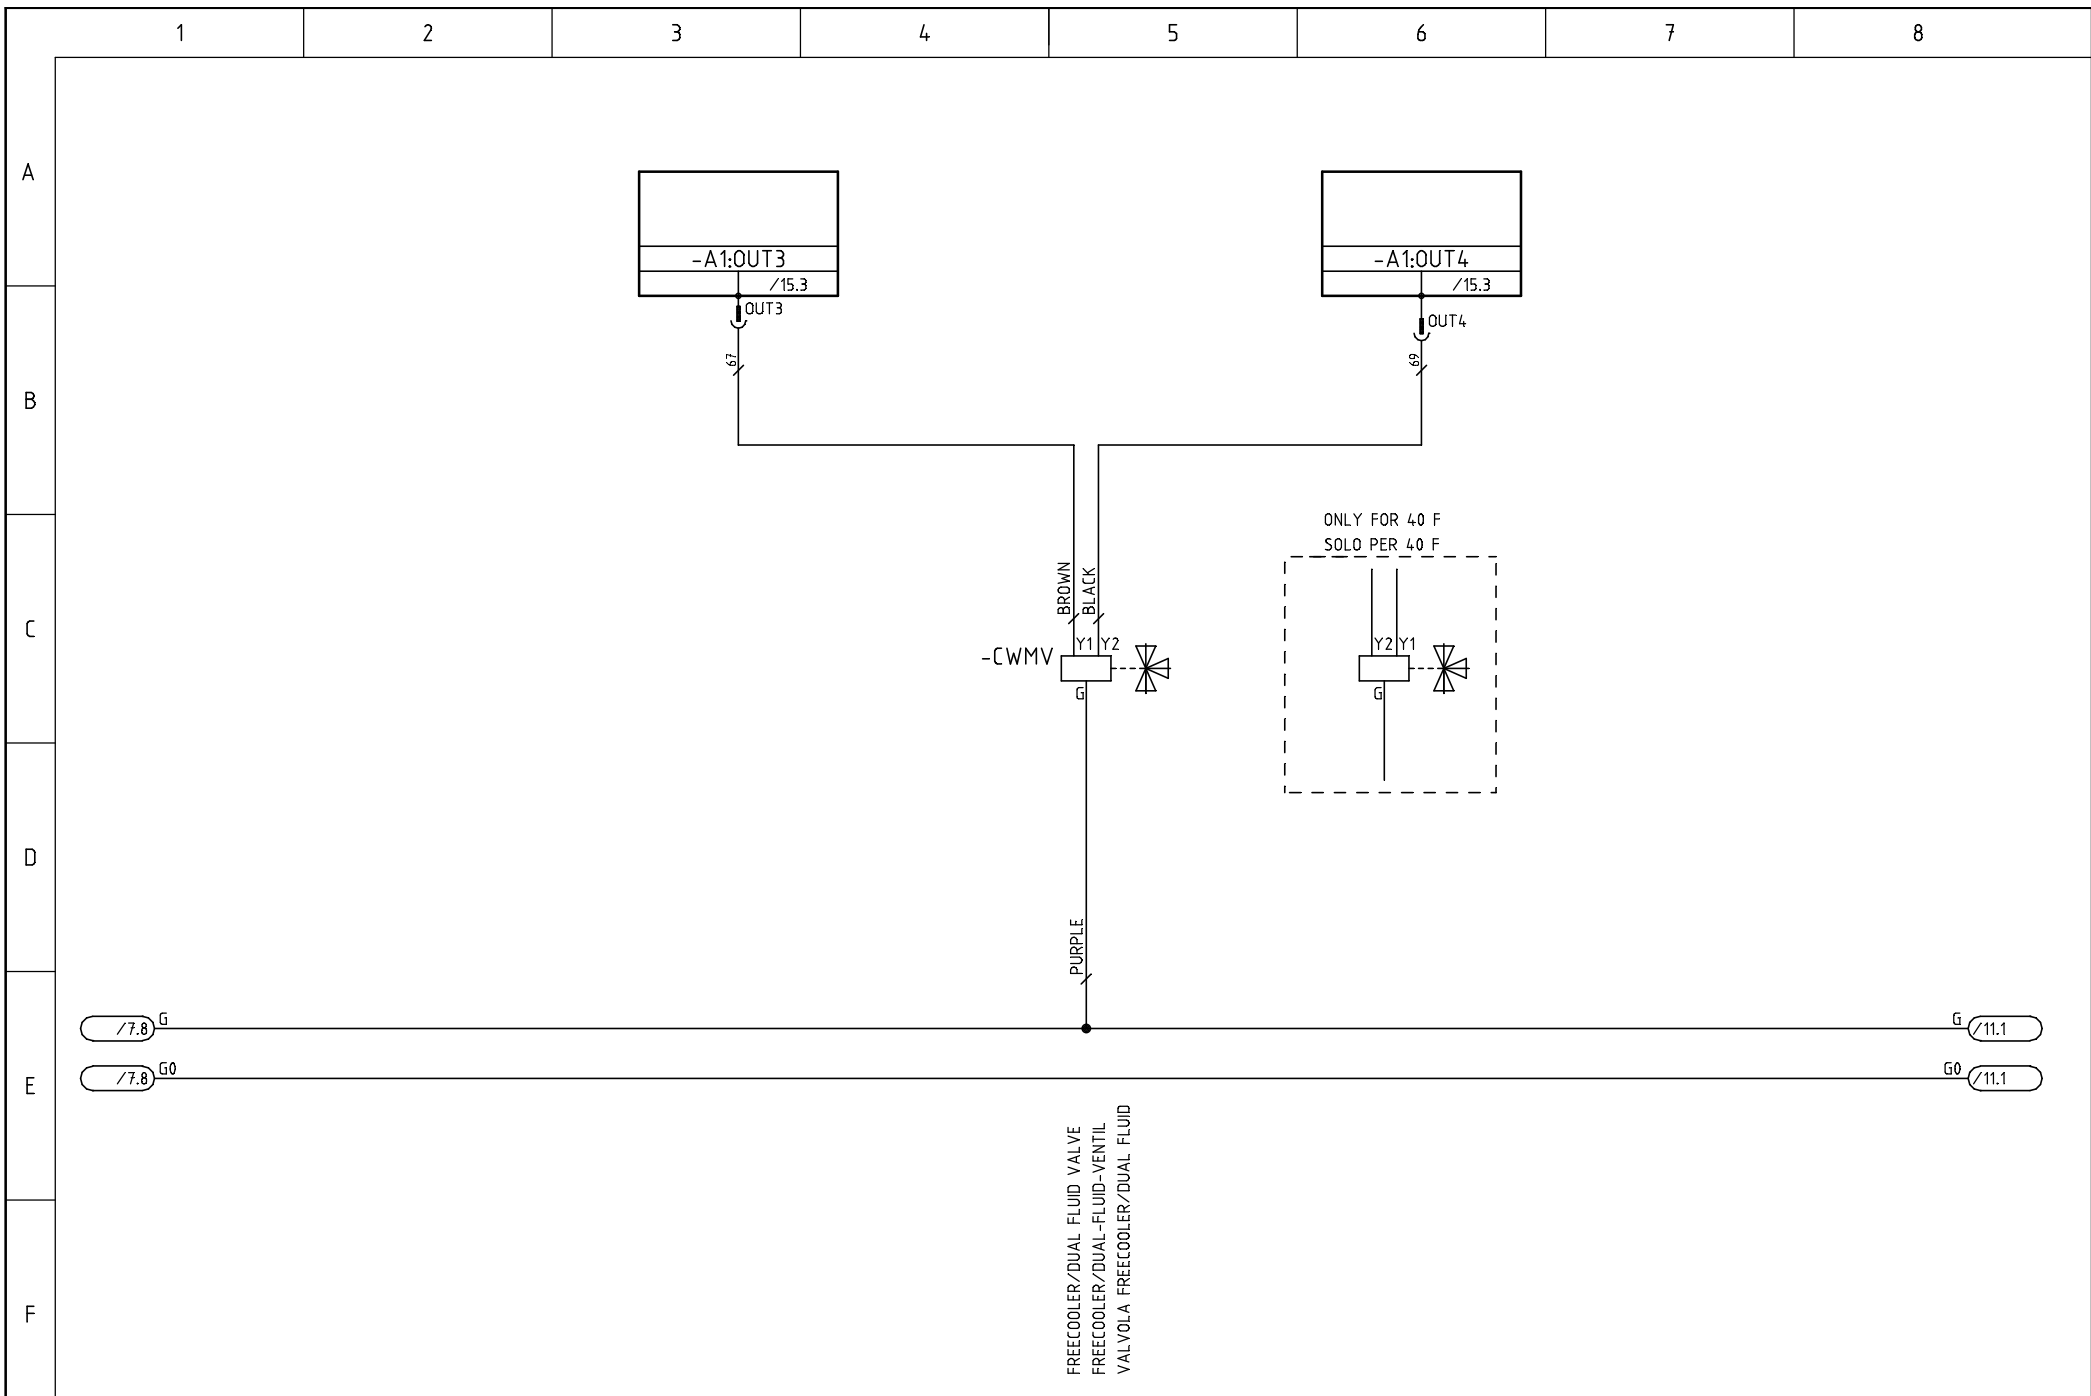 1 2 3 4 5 6 7 8
A
-A1:OUT3
/15.3
OUT3
67
-A1:OUT4
/15.3
OUT4
69
B
ONLY FOR 40 F
SOLO PER 40 F
BROWN
BLACK
C
-CWMV
Y1 Y2
G
Y2 Y1
G
D
PURPLE
/7.8 G
G /11.1
/7.8 G0
G0 /11.1
E
FREECOOLER/DUAL FLUID VALVE
FREECOOLER/DUAL-FLUID-VENTIL
VALVOLA FREECOOLER/DUAL FLUID
F